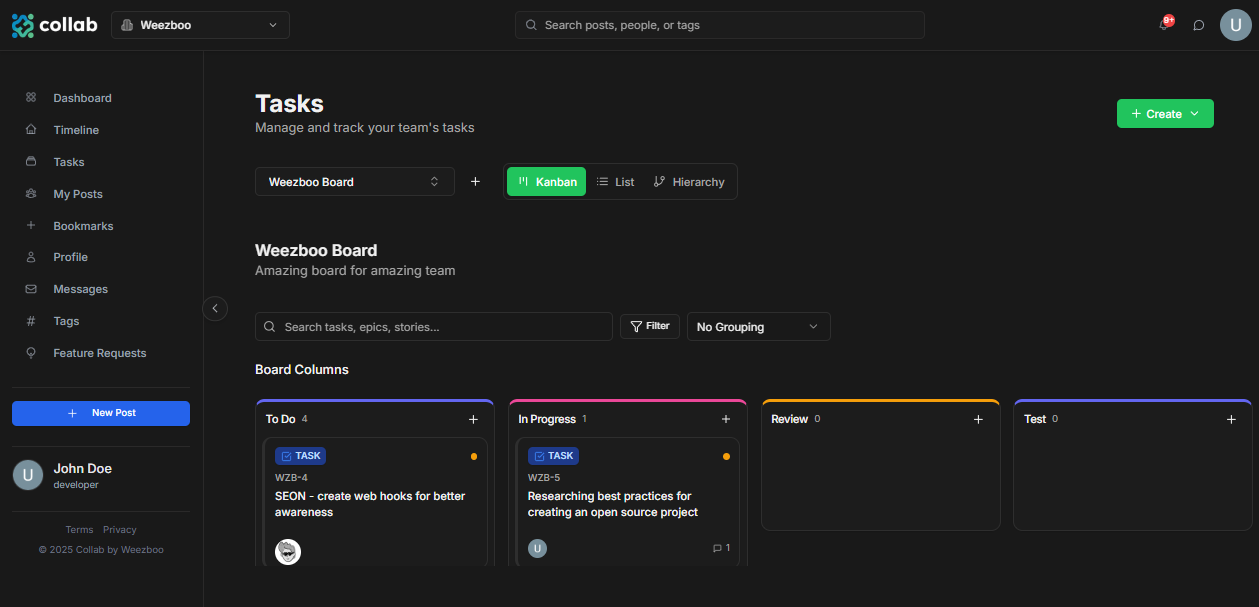 collab
Weezboo
Search posts, people, or tags
9+
U
Dashboard
Timeline
Tasks
My Posts
Bookmarks
Profile
Messages
Tags
Feature Requests
New Post
U
John Doe
developer
Terms Privacy
© 2025 Collab by Weezboo
Tasks
Manage and track your team's tasks
Create
Weezboo Board
Kanban List Hierarchy
Weezboo Board
Amazing board for amazing team
Search tasks, epics, stories...
Filter
No Grouping
Board Columns
To Do 4
TASK
WZB-4
SEON - create web hooks for better
awareness
In Progress 1
TASK
WZB-5
Researching best practices for
creating an open source project
U
1
Review 0
Test 0